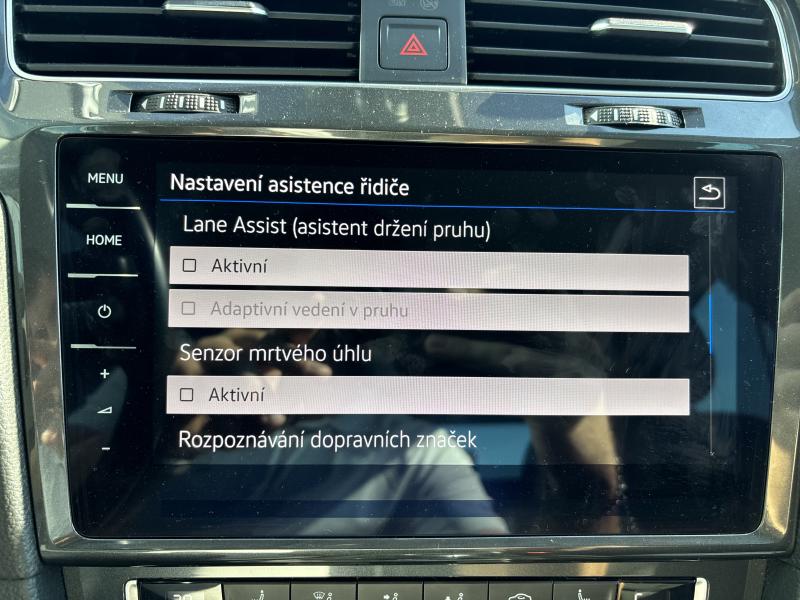 MENU
Nastavení asistence řidiče
Lane Assist (asistent držení pruhu)
HOME
Aktivní
Adaptivní vedení v pruhu
Senzor mrtvého úhlu
Aktivní
Rozpoznávání dopravních značek